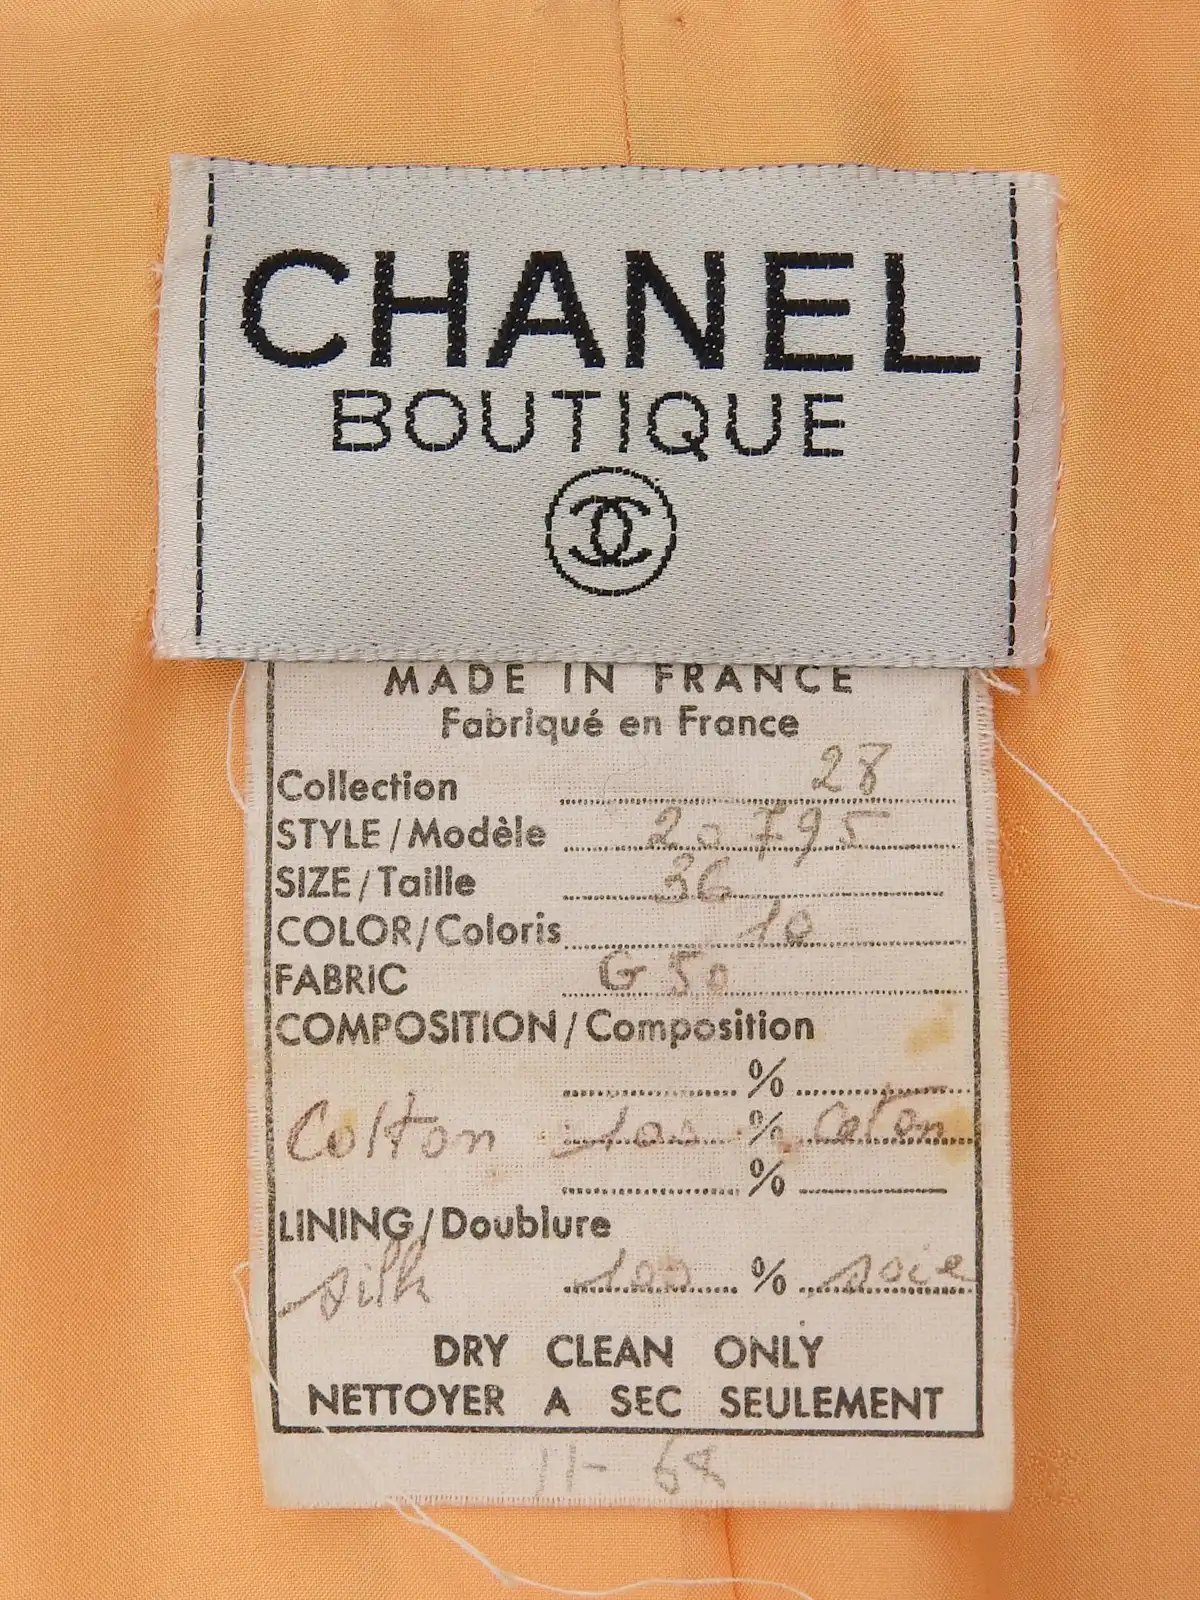 CHANEL
BOUTIQUE
MADE IN FRANCE
Fabriqué en France
Collection 28
STYLE/Modèle 20795
SIZE/Taille 36
COLOR/Coloris 10
FABRIC G 50
COMPOSITION/Composition
%
Cotton 100 % coton
%
LINING/Doublure
silk 100 % soie
DRY CLEAN ONLY
NETTOYER A SEC SEULEMENT
11- 68